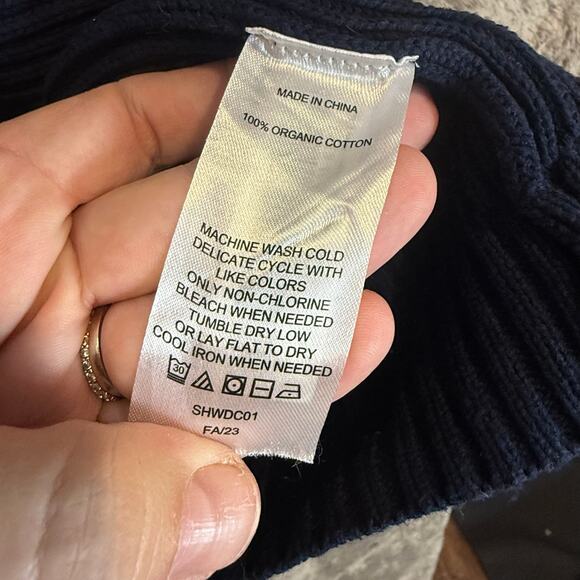 MADE IN CHINA
100% ORGANIC COTTON
MACHINE WASH COLD
DELICATE CYCLE WITH
LIKE COLORS
ONLY NON-CHLORINE
BLEACH WHEN NEEDED
TUMBLE DRY LOW
OR LAY FLAT TO DRY
COOL IRON WHEN NEEDED
30
SHWDC01
FA/23